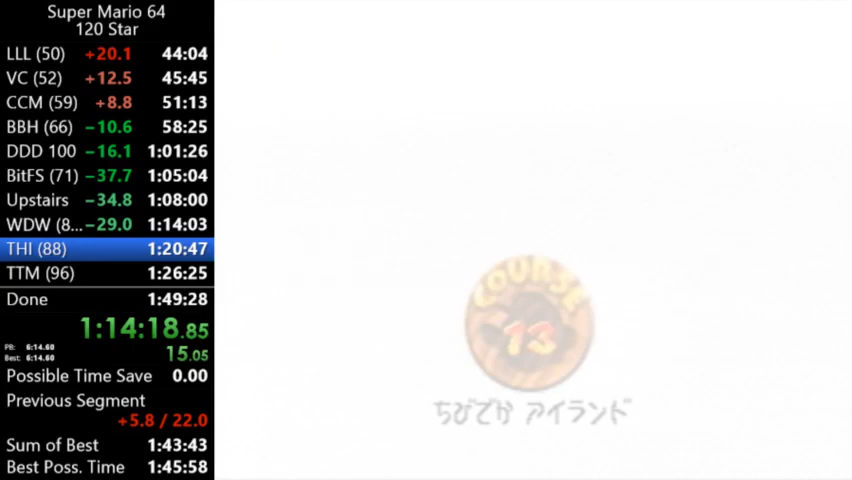 Super Mario 64
120 Star
LLL (50) +20.1 44:04
VC (52) +12.5 45:45
CCM (59) +8.8 51:13
BBH (66) −10.6 58:25
DDD 100 −16.1 1:01:26
BitFS (71) −37.7 1:05:04
Upstairs −34.8 1:08:00
WDW (8... −29.0 1:14:03
THI (88) 1:20:47
TTM (96) 1:26:25
Done 1:49:28
1:14:18.85
PB: 6:14.60 15.05
Best: 6:14.60
Possible Time Save 0.00
Previous Segment
+5.8 / 22.0
Sum of Best 1:43:43
Best Poss. Time 1:45:58
COURSE
13
ちびでか アイランド